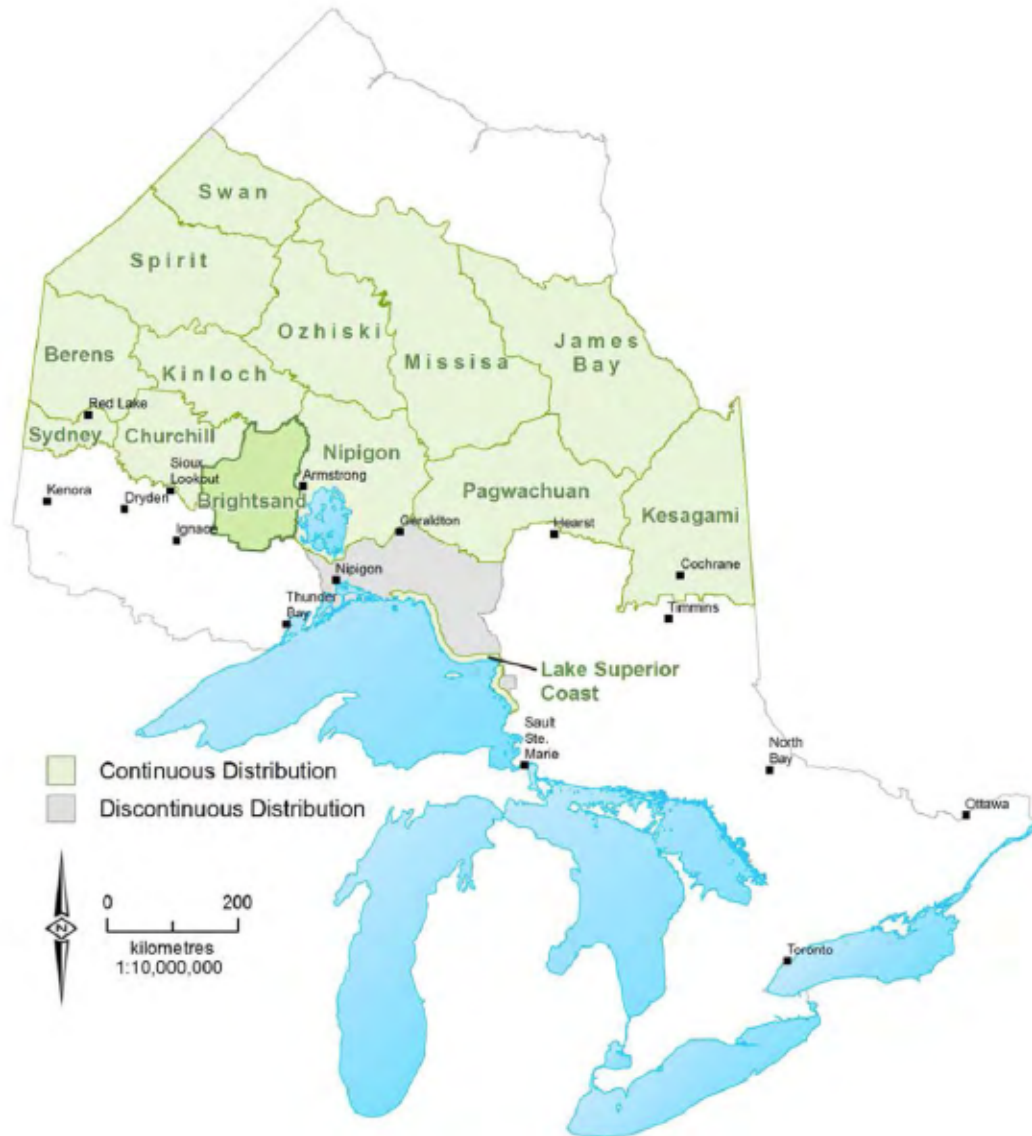 Swan
Spirit
Ozhiski
James
Bay
Missisa
Berens
Kinloch
Red Lake
Sydney
Churchill
Nipigon
Sioux
Lookout
Armstrong
Pagwachuan
Kenora
Dryden
Brightsand
Kesagami
Ignace
Geraldton
Hearst
Cochrane
Nipigon
Thunder
Bay
Timmins
Lake Superior
Coast
Sault
Ste.
Marie
North
Bay
Continuous Distribution
Discontinuous Distribution
Ottawa
N
0 200
kilometres
1:10,000,000
Toronto